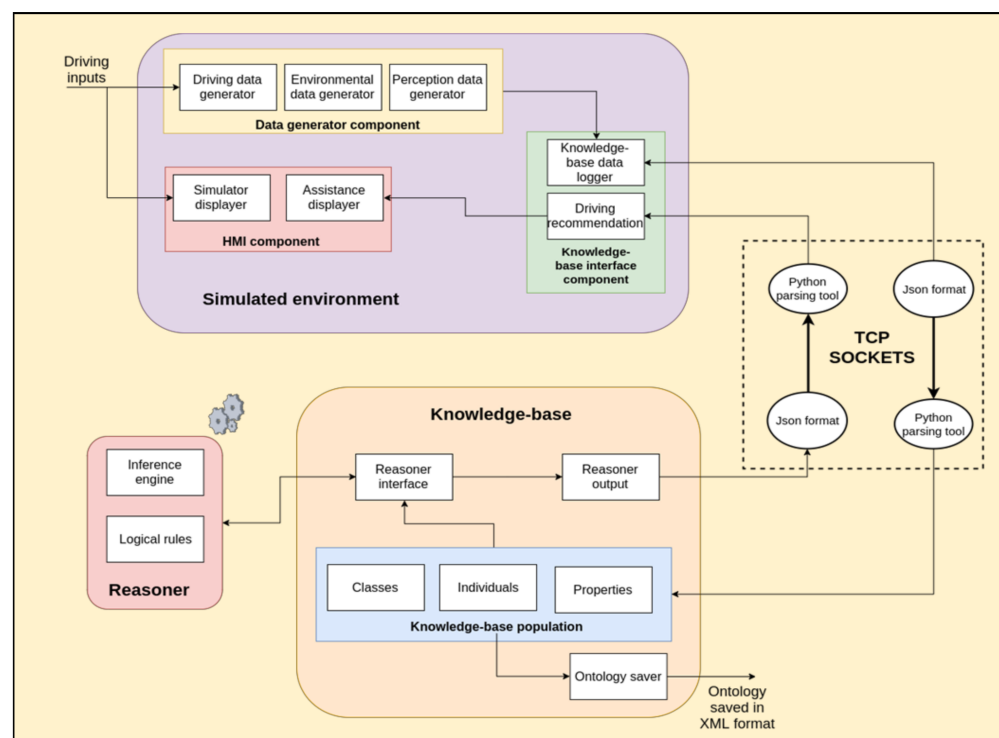 Driving
inputs
Driving data
generator
Environmental
data generator
Perception data
generator
Data generator component
Knowledge-
base data
logger
Driving
recommendation
Knowledge-
base interface
component
Simulator
displayer
Assistance
displayer
HMI component
Simulated environment
Python
parsing tool
Json format
TCP
SOCKETS
Json format
Python
parsing tool
Knowledge-base
Inference
engine
Logical rules
Reasoner
Reasoner
interface
Reasoner
output
Classes
Individuals
Properties
Knowledge-base population
Ontology saver
Ontology
saved in
XML format